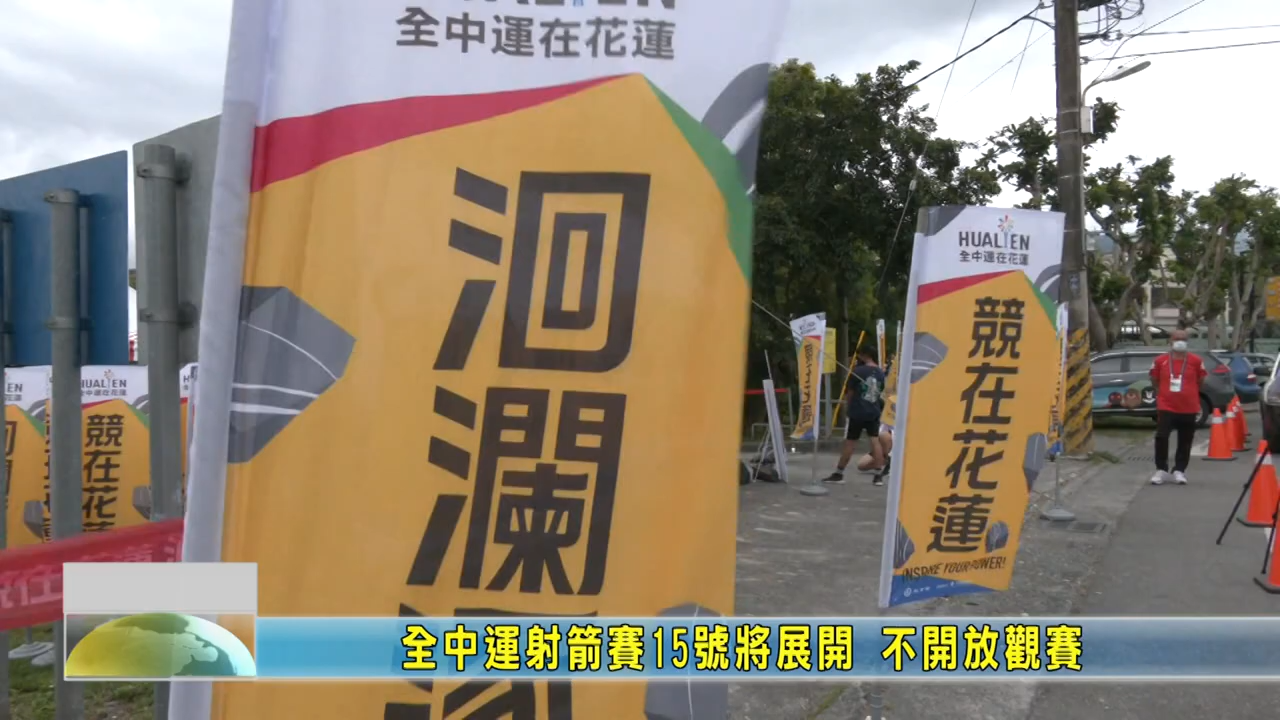 HUALIEN
全中運在花蓮
洄瀾
HUALIEN
全中運在花蓮
競在花蓮
INSPIRE YOUR POWER!
HUALIEN
競在花蓮
全中運射箭賽15號將展開 不開放觀賽